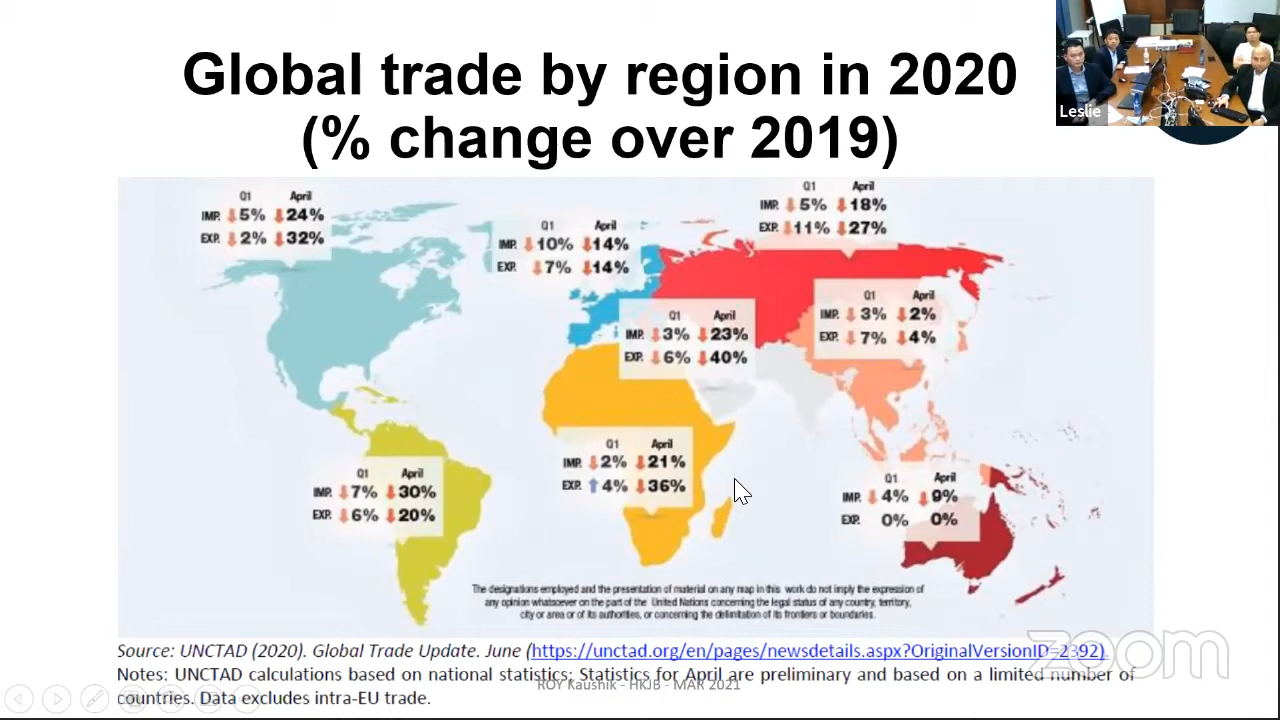 Global trade by region in 2020
(% change over 2019)
Leslie
Q1 April
IMP. 5% 24%
EXP. 2% 32%
Q1 April
IMP. 10% 14%
EXP. 7% 14%
Q1 April
IMP. 5% 18%
EXP. 11% 27%
Q1 April
IMP. 3% 23%
EXP. 6% 40%
Q1 April
IMP. 3% 2%
EXP. 7% 4%
Q1 April
IMP. 7% 30%
EXP. 6% 20%
Q1 April
IMP. 2% 21%
EXP. 4% 36%
Q1 April
IMP. 4% 9%
EXP. 0% 0%
The designations employed and the presentation of material on any map in this work do not imply the expression of
any opinion whatsoever on the part of the United Nations concerning the legal status of any country, territory,
city or area or of its authorities, or concerning the delimitation of its frontiers or boundaries.
Source: UNCTAD (2020). Global Trade Update. June (https://unctad.org/en/pages/newsdetails.aspx?OriginalVersionID=2392).
Notes: UNCTAD calculations based on national statistics; Statistics for April are preliminary and based on a limited number of
countries. Data excludes intra-EU trade.
ROY Kaushik - HKJB - MAR 2021
zoom